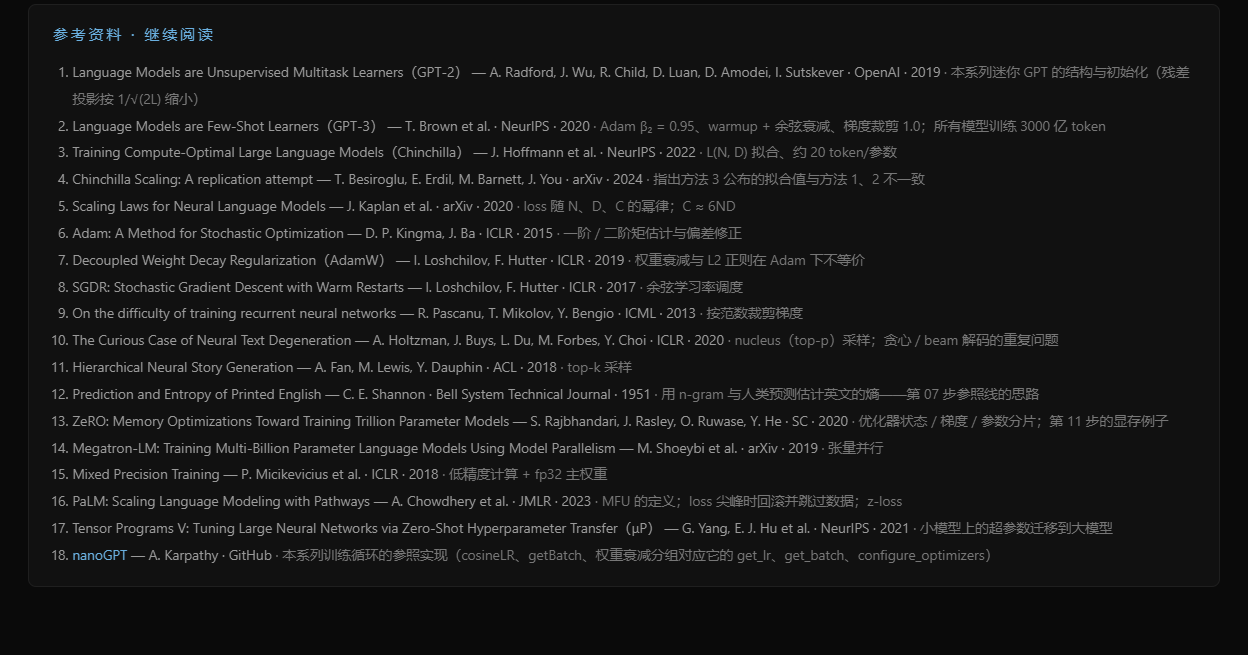 参考资料 · 继续阅读
1. Language Models are Unsupervised Multitask Learners（GPT-2） — A. Radford, J. Wu, R. Child, D. Luan, D. Amodei, I. Sutskever · OpenAI · 2019 · 本系列迷你 GPT 的结构与初始化（残差
投影按 1/√(2L) 缩小）
2. Language Models are Few-Shot Learners（GPT-3） — T. Brown et al. · NeurIPS · 2020 · Adam β₂ = 0.95、warmup + 余弦衰减、梯度裁剪 1.0；所有模型训练 3000 亿 token
3. Training Compute-Optimal Large Language Models（Chinchilla） — J. Hoffmann et al. · NeurIPS · 2022 · L(N, D) 拟合、约 20 token/参数
4. Chinchilla Scaling: A replication attempt — T. Besiroglu, E. Erdil, M. Barnett, J. You · arXiv · 2024 · 指出方法 3 公布的拟合值与方法 1、2 不一致
5. Scaling Laws for Neural Language Models — J. Kaplan et al. · arXiv · 2020 · loss 随 N、D、C 的幂律；C ≈ 6ND
6. Adam: A Method for Stochastic Optimization — D. P. Kingma, J. Ba · ICLR · 2015 · 一阶 / 二阶矩估计与偏差修正
7. Decoupled Weight Decay Regularization（AdamW） — I. Loshchilov, F. Hutter · ICLR · 2019 · 权重衰减与 L2 正则在 Adam 下不等价
8. SGDR: Stochastic Gradient Descent with Warm Restarts — I. Loshchilov, F. Hutter · ICLR · 2017 · 余弦学习率调度
9. On the difficulty of training recurrent neural networks — R. Pascanu, T. Mikolov, Y. Bengio · ICML · 2013 · 按范数裁剪梯度
10. The Curious Case of Neural Text Degeneration — A. Holtzman, J. Buys, L. Du, M. Forbes, Y. Choi · ICLR · 2020 · nucleus（top-p）采样；贪心 / beam 解码的重复问题
11. Hierarchical Neural Story Generation — A. Fan, M. Lewis, Y. Dauphin · ACL · 2018 · top-k 采样
12. Prediction and Entropy of Printed English — C. E. Shannon · Bell System Technical Journal · 1951 · 用 n-gram 与人类预测估计英文的熵——第 07 步参照线的思路
13. ZeRO: Memory Optimizations Toward Training Trillion Parameter Models — S. Rajbhandari, J. Rasley, O. Ruwase, Y. He · SC · 2020 · 优化器状态 / 梯度 / 参数分片；第 11 步的显存例子
14. Megatron-LM: Training Multi-Billion Parameter Language Models Using Model Parallelism — M. Shoeybi et al. · arXiv · 2019 · 张量并行
15. Mixed Precision Training — P. Micikevicius et al. · ICLR · 2018 · 低精度计算 + fp32 主权重
16. PaLM: Scaling Language Modeling with Pathways — A. Chowdhery et al. · JMLR · 2023 · MFU 的定义；loss 尖峰时回滚并跳过数据；z-loss
17. Tensor Programs V: Tuning Large Neural Networks via Zero-Shot Hyperparameter Transfer（μP） — G. Yang, E. J. Hu et al. · NeurIPS · 2021 · 小模型上的超参数迁移到大模型
18. nanoGPT — A. Karpathy · GitHub · 本系列训练循环的参照实现（cosineLR、getBatch、权重衰减分组对应它的 get_lr、get_batch、configure_optimizers）